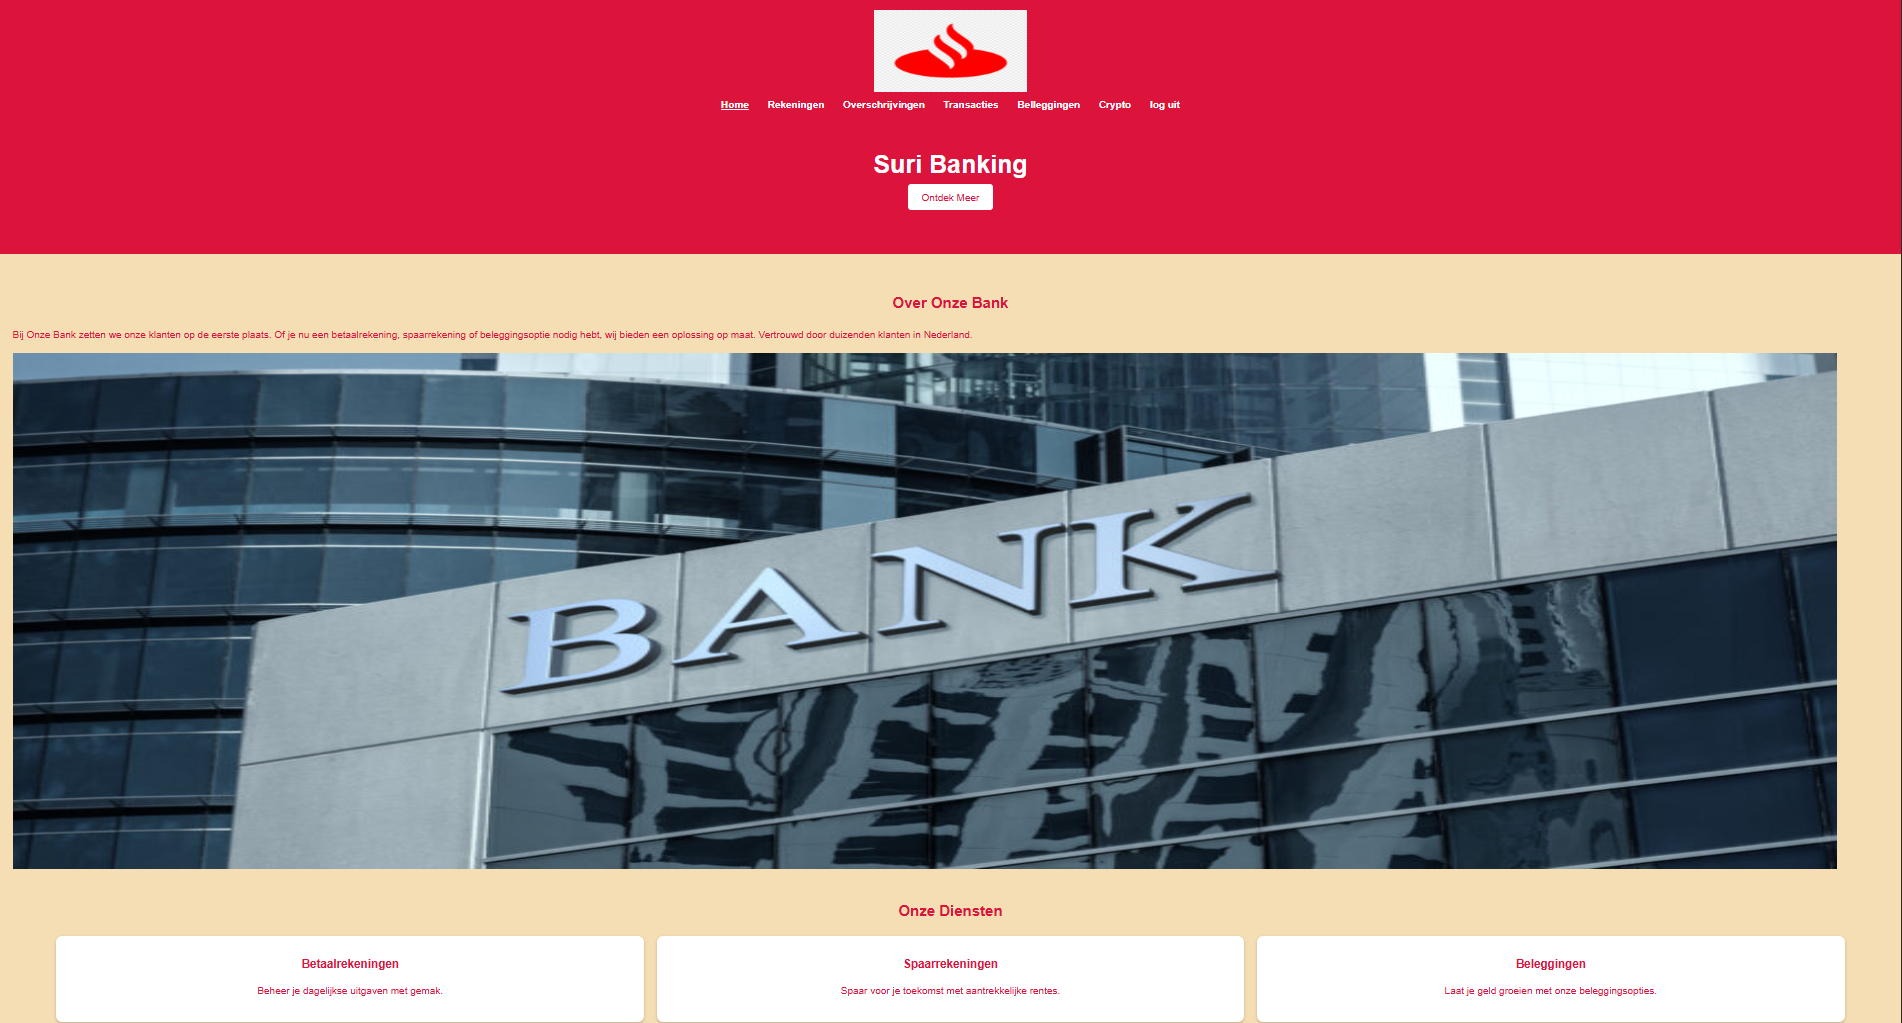 Home Rekeningen Overschrijvingen Transacties Belleggingen Crypto log uit
Suri Banking
Ontdek Meer
Over Onze Bank
Bij Onze Bank zetten we onze klanten op de eerste plaats. Of je nu een betaalrekening, spaarrekening of beleggingsoptie nodig hebt, wij bieden een oplossing op maat. Vertrouwd door duizenden klanten in Nederland.
BANK
Onze Diensten
Betaalrekeningen
Beheer je dagelijkse uitgaven met gemak.
Spaarrekeningen
Spaar voor je toekomst met aantrekkelijke rentes.
Beleggingen
Laat je geld groeien met onze beleggingsopties.